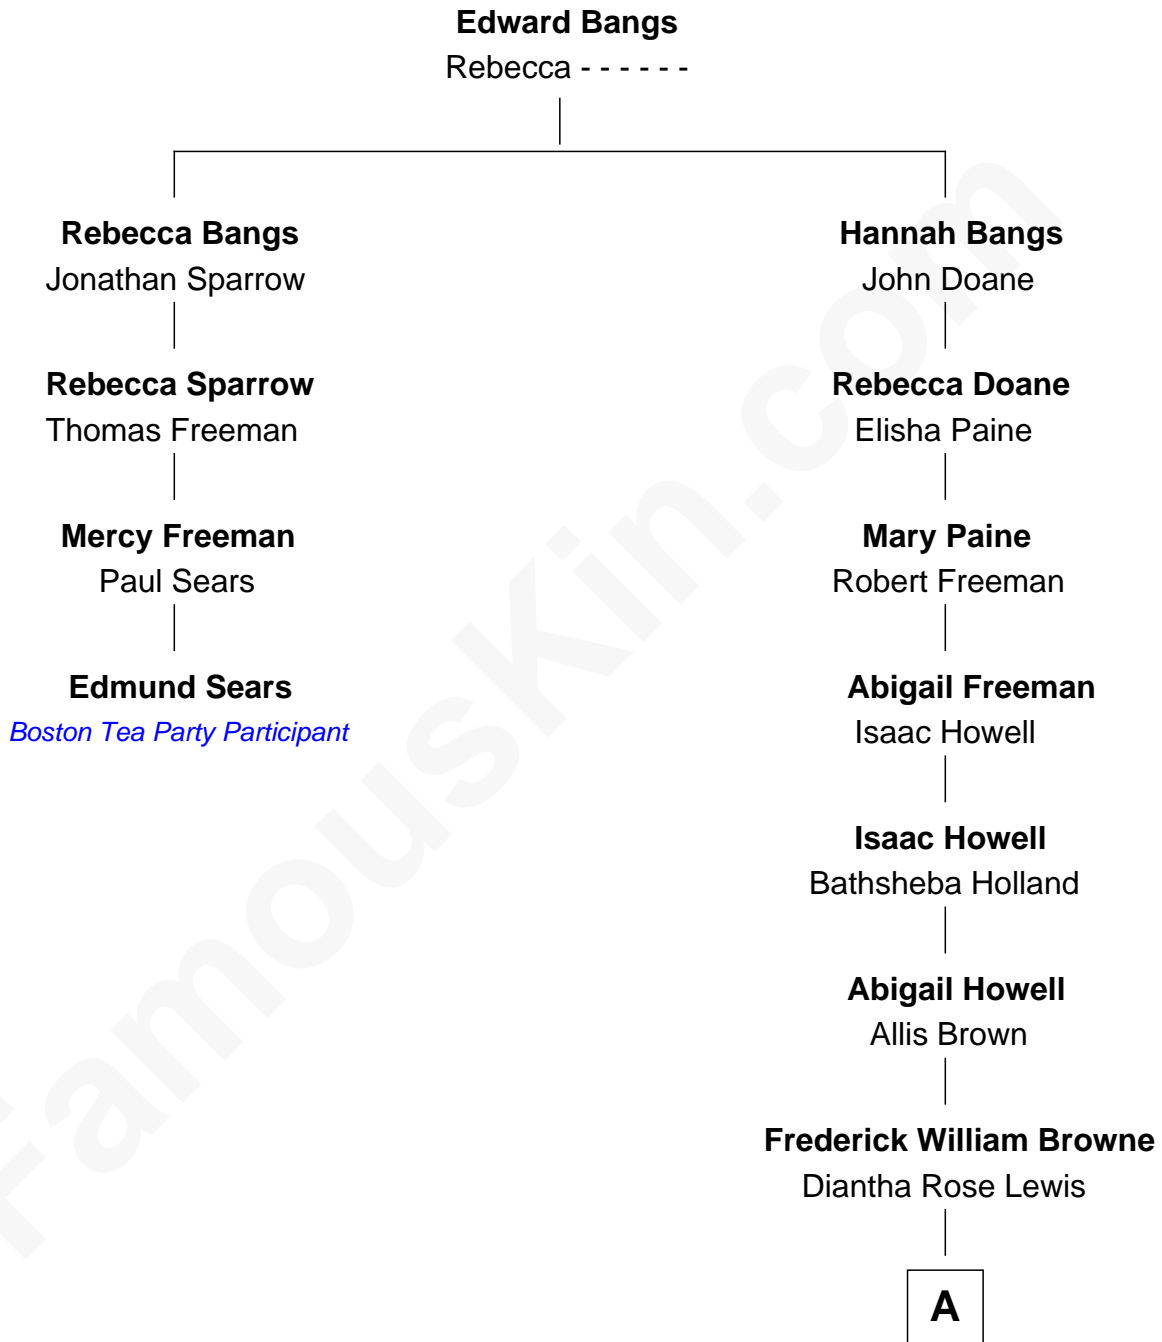 Edward Bangs
Rebecca - - - - - -
Rebecca Bangs
Jonathan Sparrow
Hannah Bangs
John Doane
Rebecca Sparrow
Thomas Freeman
Rebecca Doane
Elisha Paine
Mercy Freeman
Paul Sears
Mary Paine
Robert Freeman
Edmund Sears
Boston Tea Party Participant
Abigail Freeman
Isaac Howell
Isaac Howell
Bathsheba Holland
Abigail Howell
Allis Brown
Frederick William Browne
Diantha Rose Lewis
A
FamousKin.com